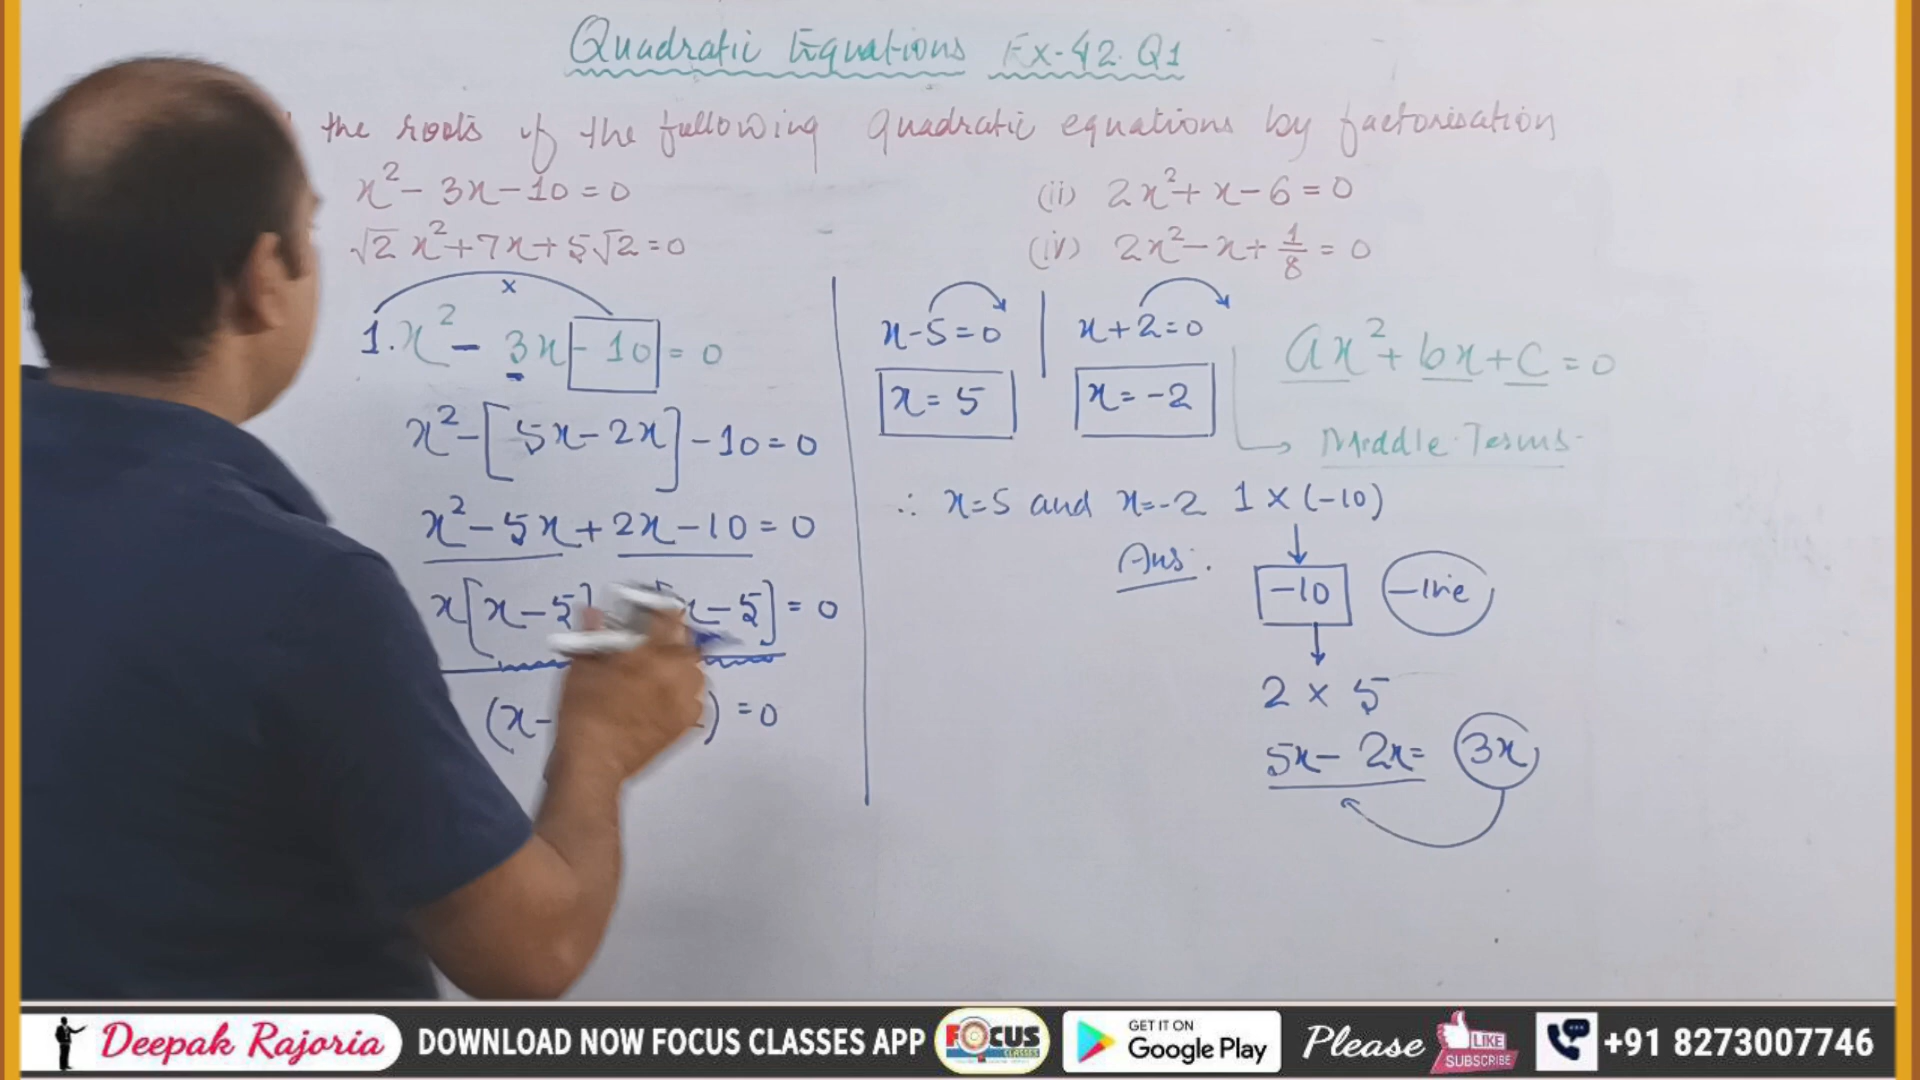 Quadratic Equations Ex-4.2. Q1
the roots of the following quadratic equations by factorisation
x² - 3x - 10 = 0
(ii) 2x² + x - 6 = 0
√2 x² + 7x + 5√2 = 0
(iv) 2x² - x + 1/8 = 0
x
1. x² - 3x - 10 = 0
x² - [5x - 2x] - 10 = 0
x² - 5x + 2x - 10 = 0
x[x - 5] x - 5] = 0
(x - ) = 0
x - 5 = 0
x + 2 = 0
x = 5
x = -2
ax² + bx + c = 0
Middle Terms
∴ x = 5 and x = -2
Ans.
1 × (-10)
-10
2 × 5
5x - 2x = 3x
Deepak Rajoria
DOWNLOAD NOW FOCUS CLASSES APP
FOCUS
CLASSES
GET IT ON
Google Play
Please
LIKE
SUBSCRIBE
+91 8273007746